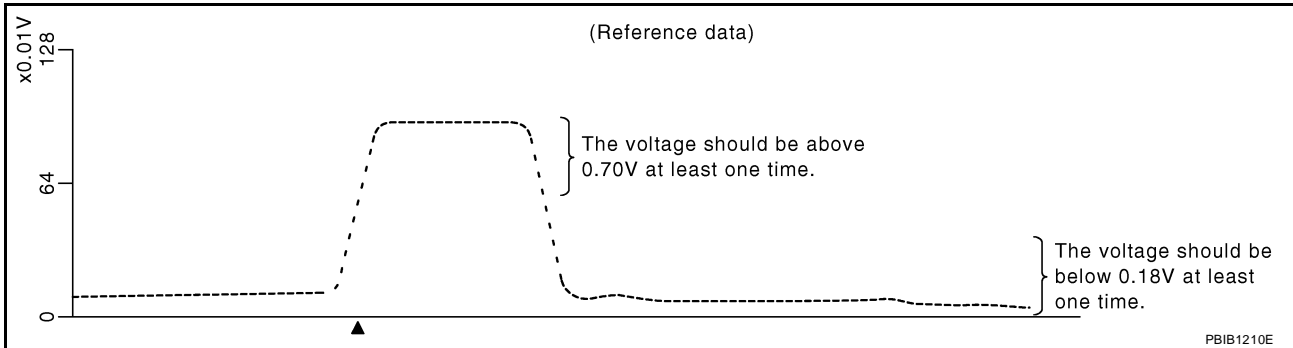 (Reference data)
x0.01V
128
64
0
The voltage should be above
0.70V at least one time.
The voltage should be
below 0.18V at least
one time.
PBIB1210E